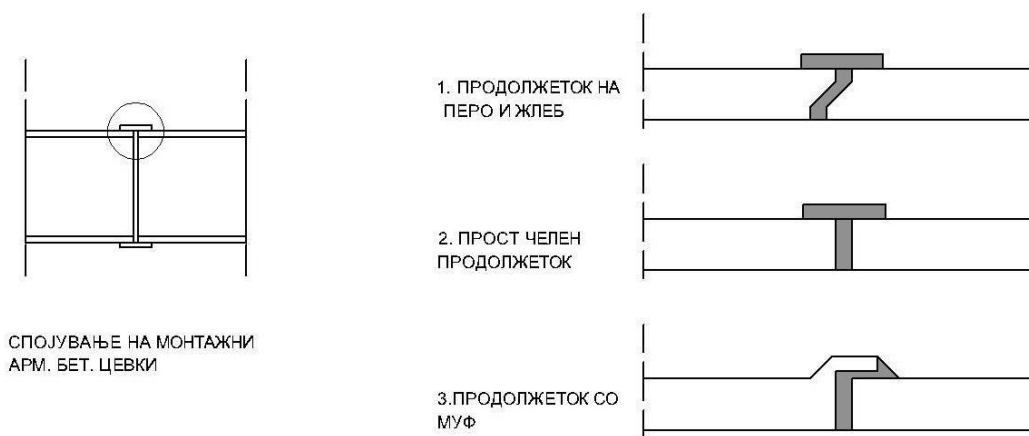 СПОЈУВАЊЕ НА МОНТАЖНИ
АРМ. БЕТ. ЦЕВКИ
1. ПРОДОЛЖЕТОК НА
ПЕРО И ЖЛЕБ
2. ПРОСТ ЧЕЛЕН
ПРОДОЛЖЕТОК
3.ПРОДОЛЖЕТОК СО
МУФ